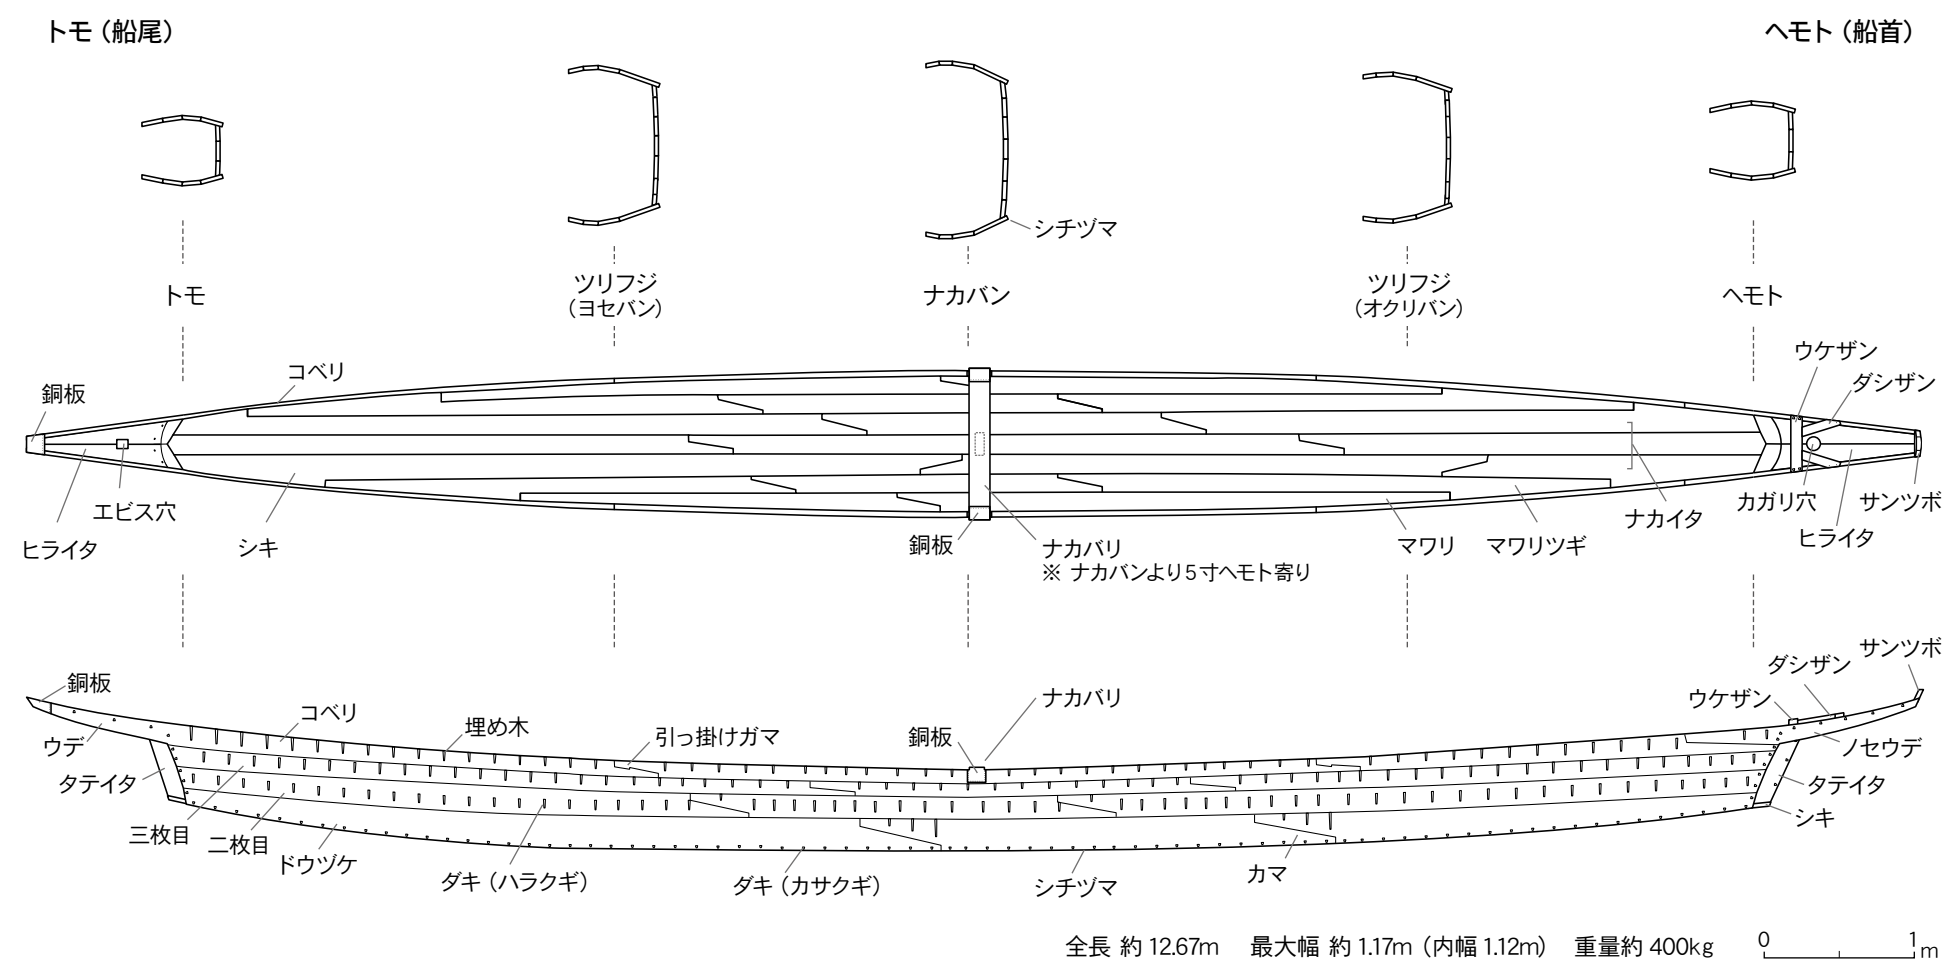 トモ（船尾）
ヘモト（船首）
シチヅマ
トモ
ツリフジ
（ヨセバン）
ナカバン
ツリフジ
（オクリバン）
ヘモト
ウケザン
コベリ
ダシザン
銅板
エビス穴
カガリ穴
サンツボ
ナカイタ
ヒライタ
シキ
銅板
ナカバリ
※ ナカバンより5寸ヘモト寄り
マワリ
マワリツギ
ヒライタ
サンツボ
ダシザン
銅板
ナカバリ
ウケザン
コベリ
埋め木
引っ掛けガマ
銅板
ウデ
ノセウデ
タテイタ
タテイタ
シキ
三枚目
二枚目
ドウヅケ
ダキ（ハラクギ）
ダキ（カサクギ）
シチヅマ
カマ
全長 約 12.67m 最大幅 約 1.17m（内幅 1.12m） 重量約 400kg
0 1
m